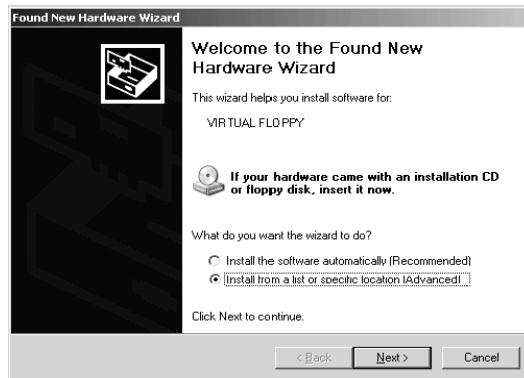 Found New Hardware Wizard
Welcome to the Found New
Hardware Wizard
This wizard helps you install software for:
VIRTUAL FLOPPY
If your hardware came with an installation CD
or floppy disk, insert it now.
What do you want the wizard to do?
Install the software automatically (Recommended)
Install from a list or specific location (Advanced)
Click Next to continue.
< Back
Next >
Cancel